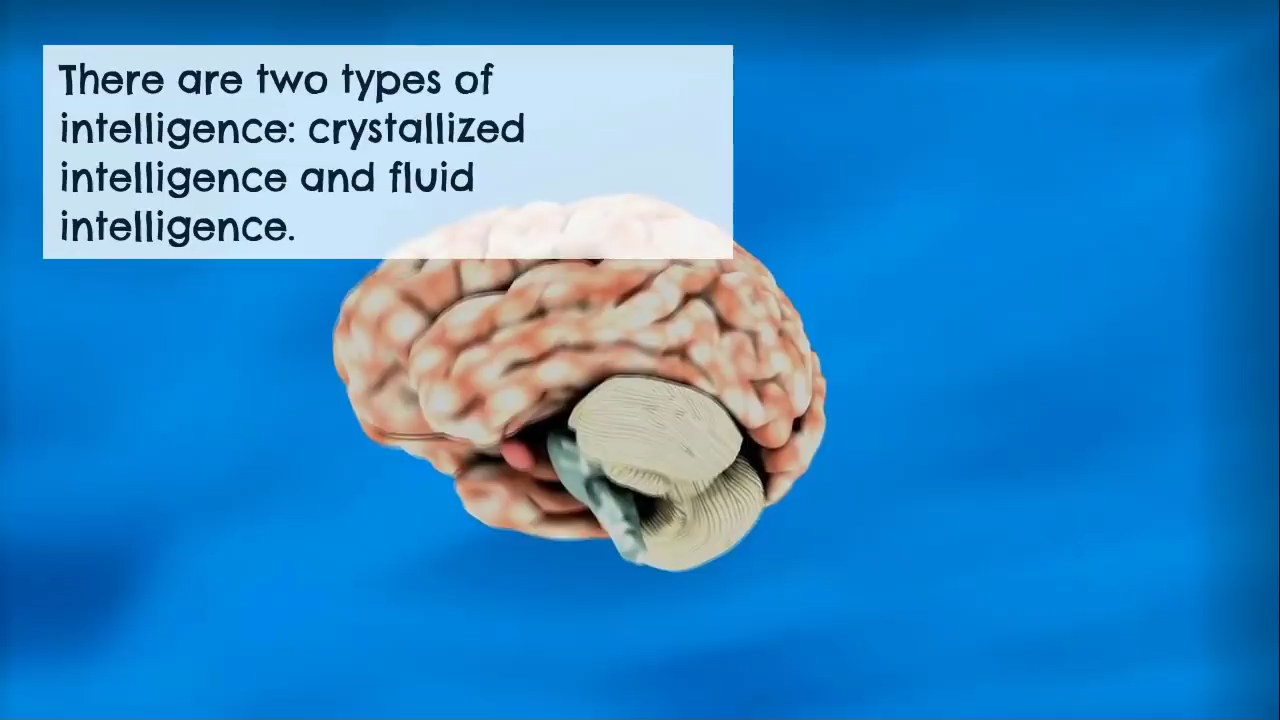 There are two types of
intelligence: crystallized
intelligence and fluid
intelligence.